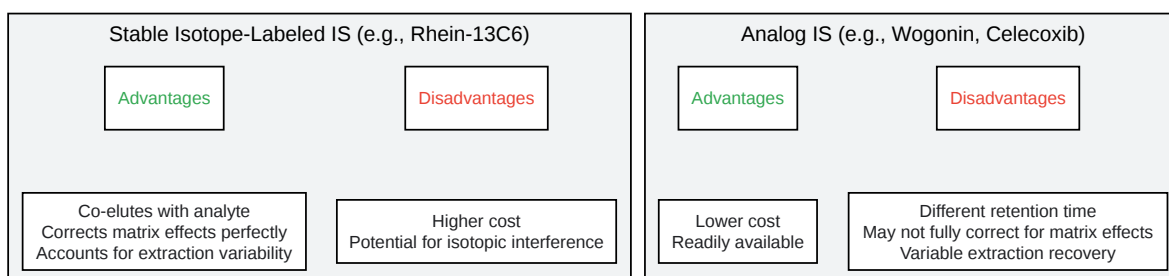 Stable Isotope-Labeled IS (e.g., Rhein-13C6)
Advantages
Disadvantages
Co-elutes with analyte
Corrects matrix effects perfectly
Accounts for extraction variability
Higher cost
Potential for isotopic interference
Analog IS (e.g., Wogonin, Celecoxib)
Advantages
Disadvantages
Lower cost
Readily available
Different retention time
May not fully correct for matrix effects
Variable extraction recovery